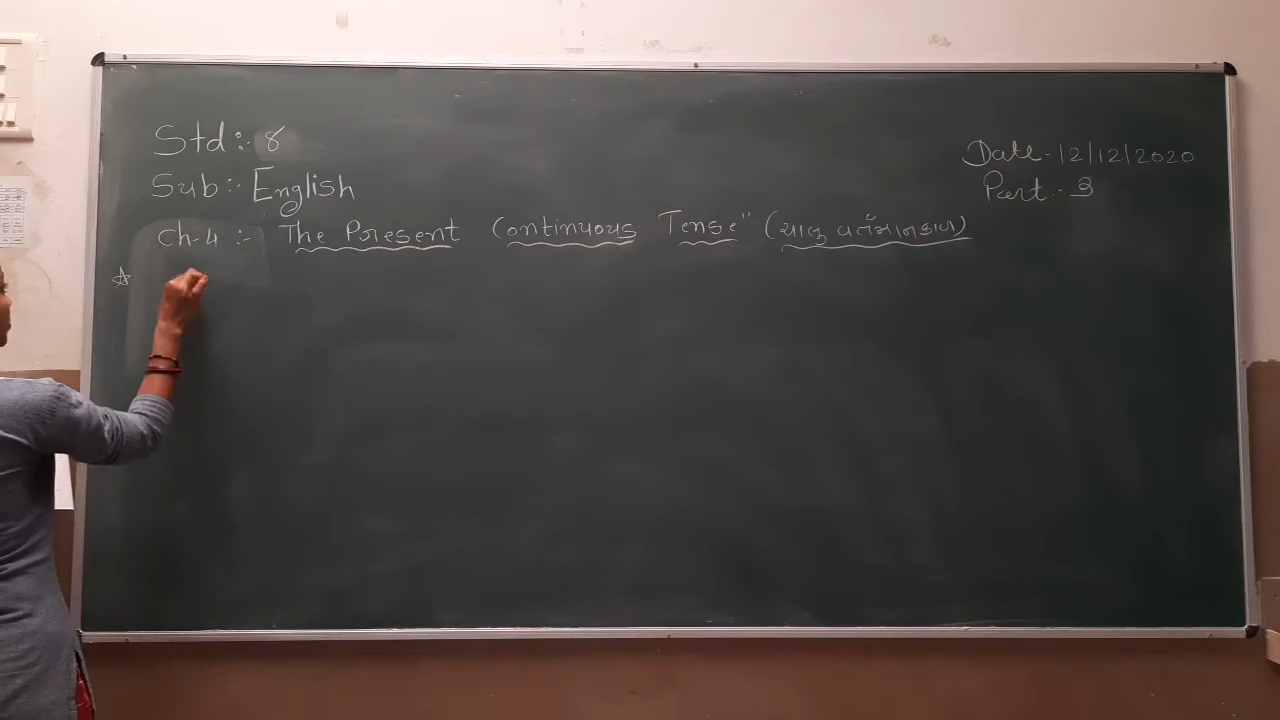 Std:- 8
Sub:- English
Date - 12/12/2020
Part :- 3
Ch-4 :- The Present Continuous Tense" (ચાલુ વર્તમાનકાળ)